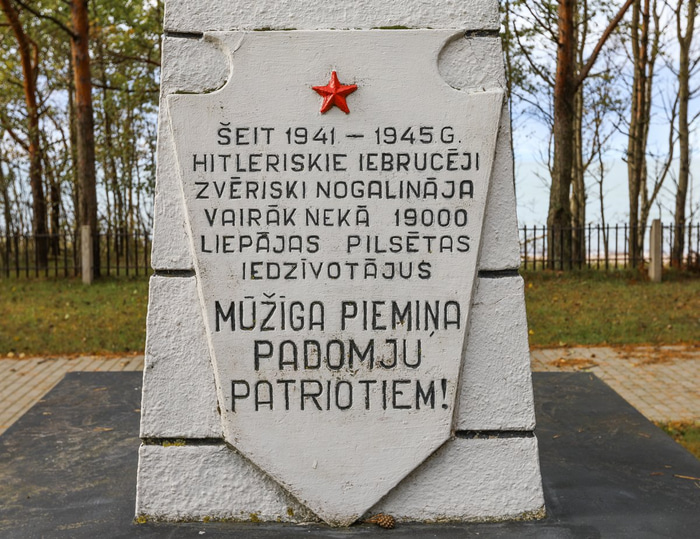 ŠEIT 1941. – 1945.G.
HITLERISKIE IEBRUCĒJI
ZVĒRISKI NOGALINĀJA
VAIRĀK NEKĀ 19000
LIEPĀJAS PILSĒTAS
IEDZĪVOTĀJUS
MŪŽĪGA PIEMIŅA
PADOMJU
PATRIOTIEM!